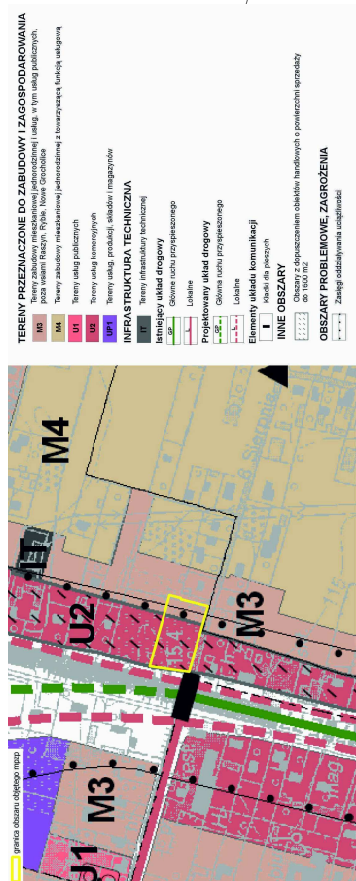 TERENY PRZEZNACZONE DO ZABUDOWY I ZAGOSPODAROWANIA
M3 Tereny zabudowy mieszkaniowej jednorodzinnej i usług, w tym usług publicznych,
poza wsiami Raszyn, Rybie, Nowe Grocholice
M4 Tereny zabudowy mieszkaniowej jednorodzinnej z towarzyszącą funkcją usługową
U1 Tereny usług publicznych
U2 Tereny usług komercyjnych
UP1 Tereny usług, produkcji, składów i magazynów
INFRASTRUKTURA TECHNICZNA
IT Tereny infrastruktury technicznej
Istniejący układ drogowy
GP Główne ruchu przyspieszonego
L Lokalne
Projektowany układ drogowy
GP Główna ruchu przyspieszonego
L Lokalne
Elementy układu komunikacji
Kładki dla pieszych
INNE OBSZARY
Obszary z dopuszczeniem obiektów handlowych o powierzchni sprzedaży
do 1600 m2
OBSZARY PROBLEMOWE, ZAGROŻENIA
Zasięgi oddziaływania uciążliwości
granica obszaru objętego mpzp
U1
M3
U2
IT
M4
M3
15.4
8 Sierpnia
115